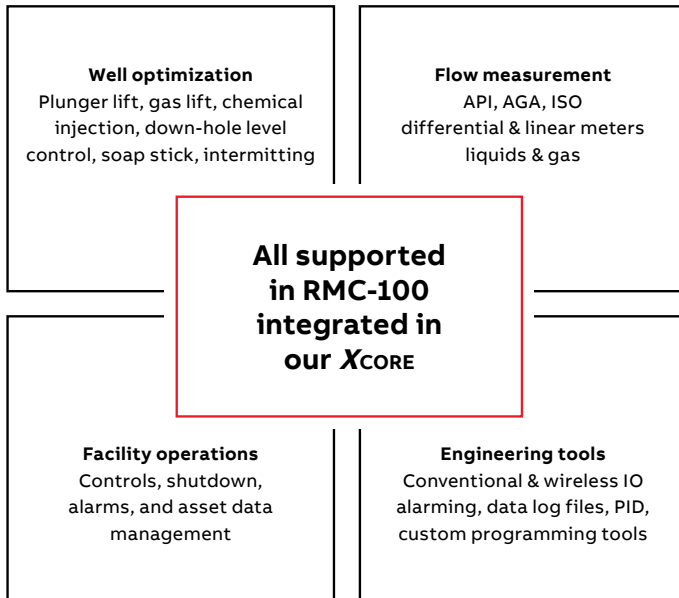 Well optimization
Plunger lift, gas lift, chemical
injection, down-hole level
control, soap stick, intermitting
Flow measurement
API, AGA, ISO
differential & linear meters
liquids & gas
All supported
in RMC-100
integrated in
our XCORE
Facility operations
Controls, shutdown,
alarms, and asset data
management
Engineering tools
Conventional & wireless IO
alarming, data log files, PID,
custom programming tools